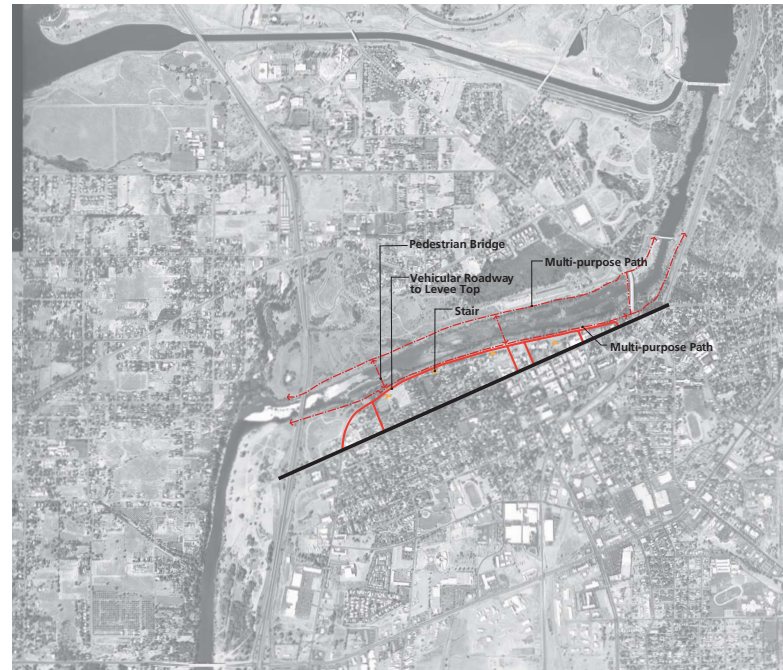 Pedestrian Bridge
Multi-purpose Path
Vehicular Roadway
to Levee Top
Stair
Multi-purpose Path